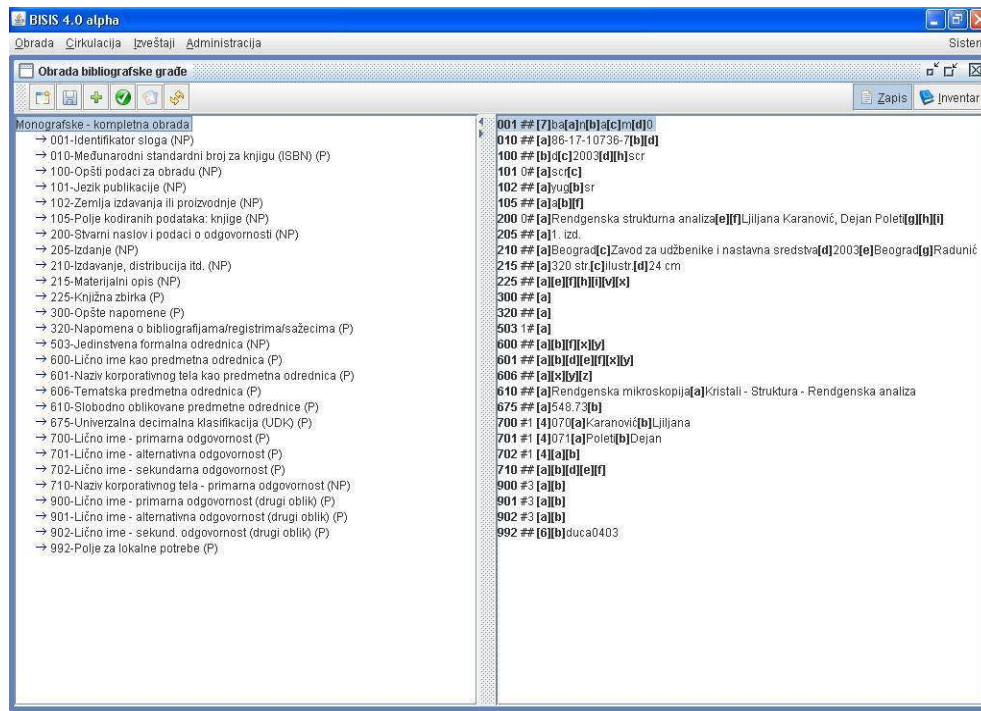 BISIS 4.0 alpha
Obrada Cirkulacija Izveštaji Administracija Sistem
Obrada bibliografske građe
Zapis Inventar
Monografske - kompletna obrada
001-Identifikator sloga (NP)
010-Međunarodni standardni broj za knjigu (ISBN) (P)
100-Opšti podaci za obradu (NP)
101-Jezik publikacije (NP)
102-Zemlja izdavanja ili proizvodnje (NP)
105-Polje kodiranih podataka: knjige (NP)
200-Stvarni naslov i podaci o odgovornosti (NP)
205-Izdanje (NP)
210-Izdavanje, distribucija itd. (NP)
215-Materijalni opis (NP)
225-Knjižna zbirka (P)
300-Opšte napomene (P)
320-Napomena o bibliografijama/registrima/sažecima (P)
503-Jedinstvena formalna odrednica (NP)
600-Lično ime kao predmetna odrednica (P)
601-Naziv korporativnog tela kao predmetna odrednica (P)
606-Tematska predmetna odrednica (P)
610-Slobodno oblikovane predmetne odrednice (P)
675-Univerzalna decimalna klasifikacija (UDK) (P)
700-Lično ime - primarna odgovornost (P)
701-Lično ime - alternativna odgovornost (P)
702-Lično ime - sekundarna odgovornost (P)
710-Naziv korporativnog tela - primarna odgovornost (NP)
900-Lično ime - primarna odgovornost (drugi oblik) (P)
901-Lično ime - alternativna odgovornost (drugi oblik) (P)
902-Lično ime - sekund. odgovornost (drugi oblik) (P)
992-Polje za lokalne potrebe (P)
001 ## [7]ba[a]n[b]a[c]m[d]0
010 ## [a]86-17-10736-7[b][d]
100 ## [b]d[c]2003[d][h]scr
101 0# [a]scr[c]
102 ## [a]yug[b]sr
105 ## [a]a[b][f]
200 0# [a]Rendgenska strukturna analiza[e][f]Ljiljana Karanović, Dejan Poleti[g][h][i]
205 ## [a]1. izd.
210 ## [a]Beograd[c]Zavod za udžbenike i nastavna sredstva[d]2003[e]Beograd[g]Radunić
215 ## [a]320 str.[c]ilustr.[d]24 cm
225 ## [a][e][f][h][i][v][x]
300 ## [a]
320 ## [a]
503 1# [a]
600 ## [a][b][f][x][y]
601 ## [a][b][d][e][f][x][y]
606 ## [a][x][y][z]
610 ## [a]Rendgenska mikroskopija[a]Kristali - Struktura - Rendgenska analiza
675 ## [a]548.73[b]
700 #1 [4]070[a]Karanović[b]Ljiljana
701 #1 [4]071[a]Poleti[b]Dejan
702 #1 [4][a][b]
710 ## [a][b][d][e][f]
900 #3 [a][b]
901 #3 [a][b]
902 #3 [a][b]
992 ## [6][b]duca0403